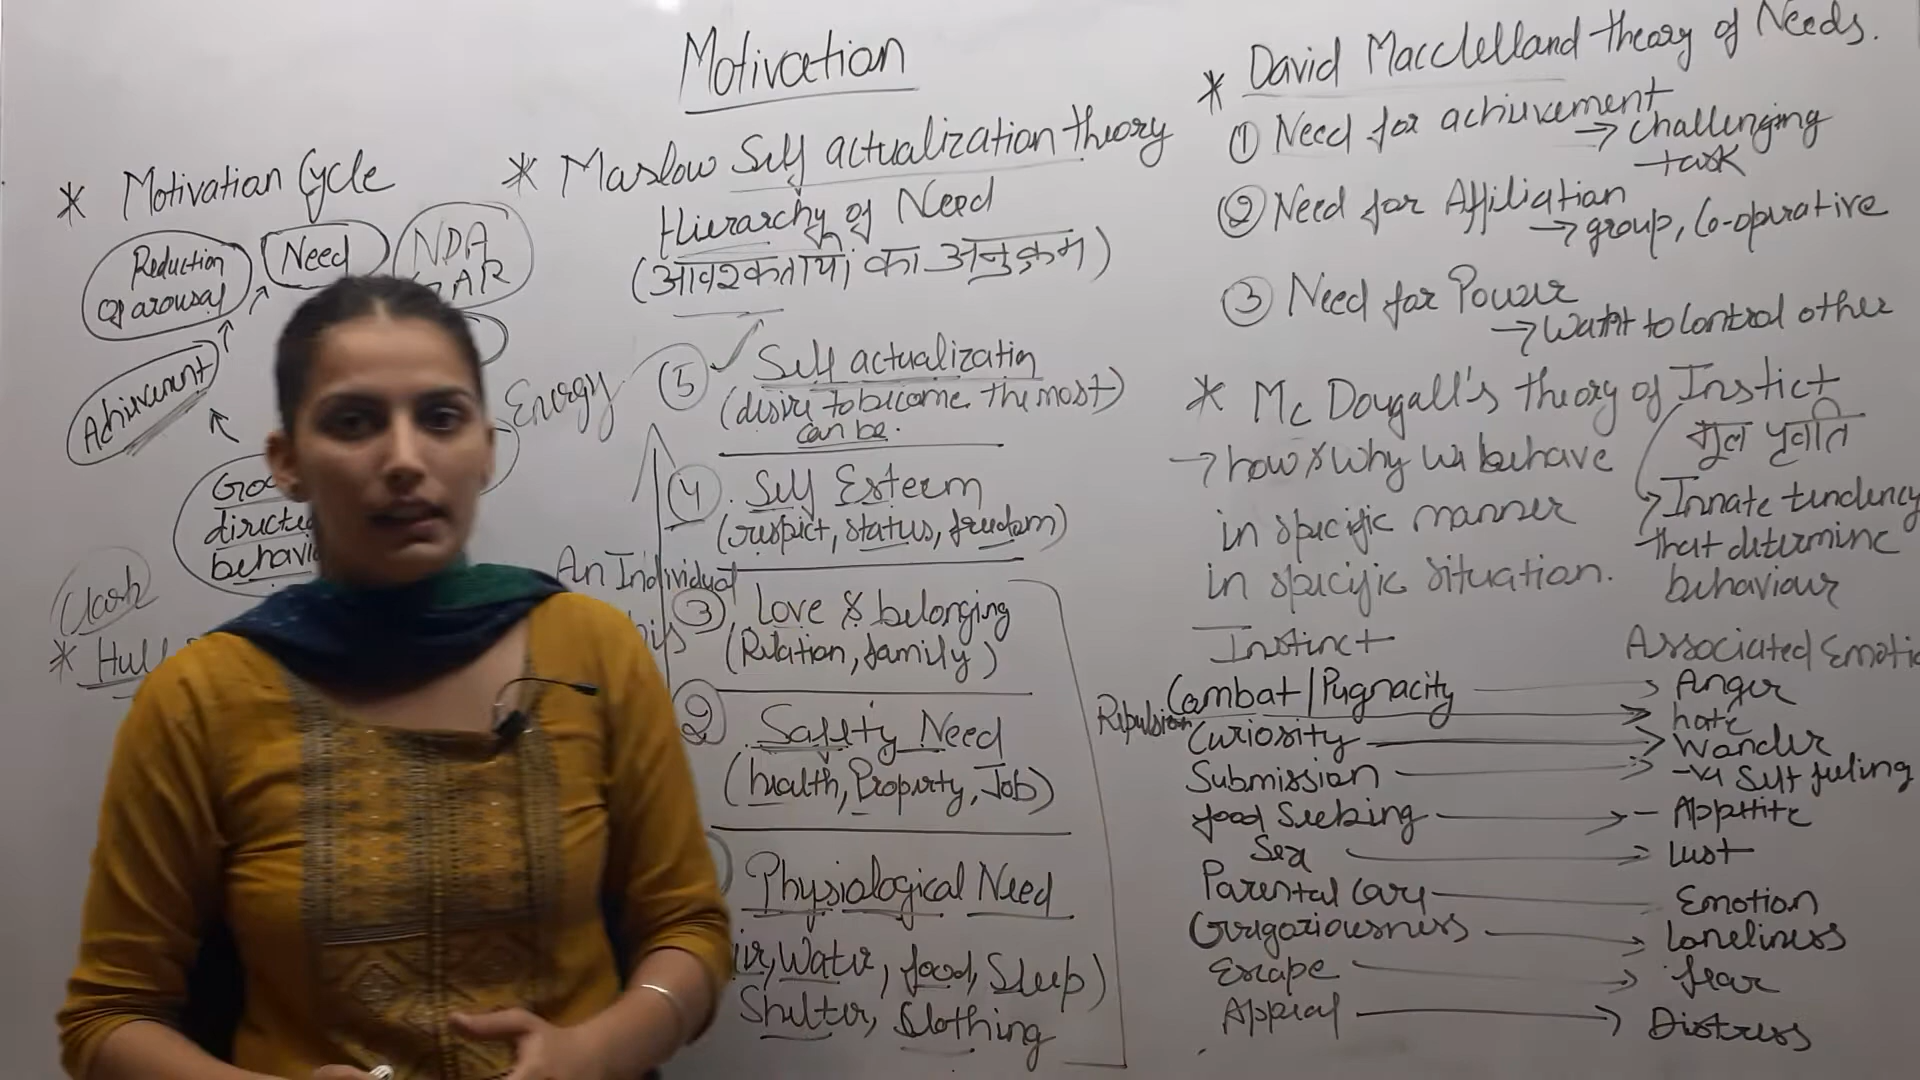 Motivation
* Motivation Cycle
Reduction
of arousal
Need
NDA
GAR
Achievement
Goal
directed
behavi
Energy
* Hull
* Maslow Self actualization theory
Hierarchy of Need
(आवश्कतायों का अनुक्रम)
5 Self actualization
(desire to become the most)
can be.
4. Self Esteem
(respect, status, freedom)
An Individual
3 Love & belonging
(Relation, family)
2 Safety Need
(health, Property, Job)
Physiological Need
ir, Water, food, Sleep)
Shelter, Clothing
* David Macclelland theory of Needs.
1 Need for achievement
→ Challenging
task
2 Need for Affiliation
→ group, Co-operative
3 Need for Power
→ Want to Control other
* Mc Dougall's theory of Instict
मुल प्रवृति
→ how & why we behave
in specific manner
in specific situation.
→ Innate tendency
that determine
behaviour
Instinct Associated Emotio
Combat/Pugnacity → Anger
Repulsion → hate
Curiosity → Wonder
Submission → -ve Self feeling
food Seeking → - Appetite
Sex → Lust
Parental Care Emotion
Gregariousness → Loneliness
Escape → fear
Appeal → Distress